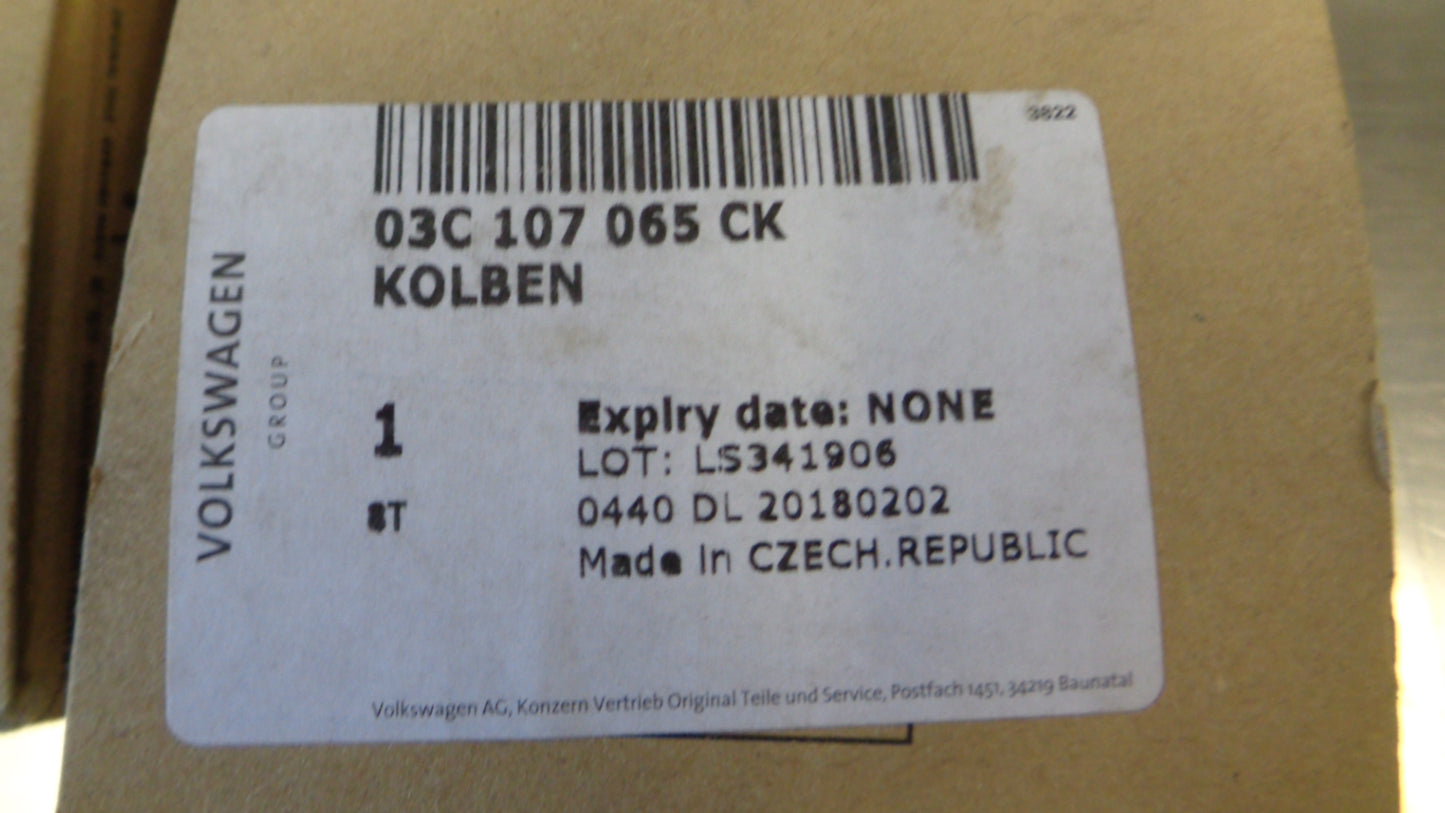 3622
03C 107 065 CK
KOLBEN
VOLKSWAGEN
GROUP
1
ST
Expiry date: NONE
LOT: LS341906
0440 DL 20180202
Made in CZECH.REPUBLIC
Volkswagen AG, Konzern Vertrieb Original Teile und Service, Postfach 1451, 34219 Baunatal